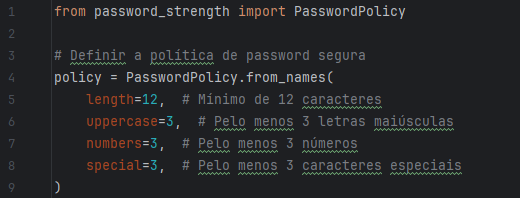 1 from password_strength import PasswordPolicy
2
3 # Definir a política de password segura
4 policy = PasswordPolicy.from_names(
5 length=12,  # Mínimo de 12 caracteres
6 uppercase=3,  # Pelo menos 3 letras maiúsculas
7 numbers=3,  # Pelo menos 3 números
8 special=3,  # Pelo menos 3 caracteres especiais
9 )